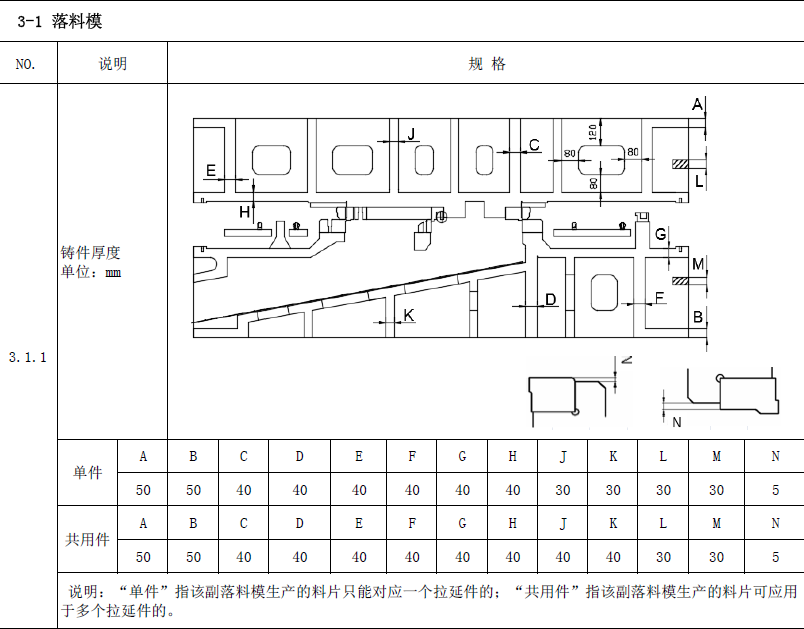 3-1 落料模
NO. 说明 规 格
A
J
C
120
80
80
E
80
L
H
G
M
D
F
K
B
N
N
铸件厚度
单位：mm
3.1.1
单件 A B C D E F G H J K L M N
50 50 40 40 40 40 40 40 30 30 30 30 5
共用件 A B C D E F G H J K L M N
50 50 40 40 40 40 40 40 40 40 30 30 5
说明：“单件”指该副落料模生产的料片只能对应一个拉延件的；“共用件”指该副落料模生产的料片可应用
于多个拉延件的。